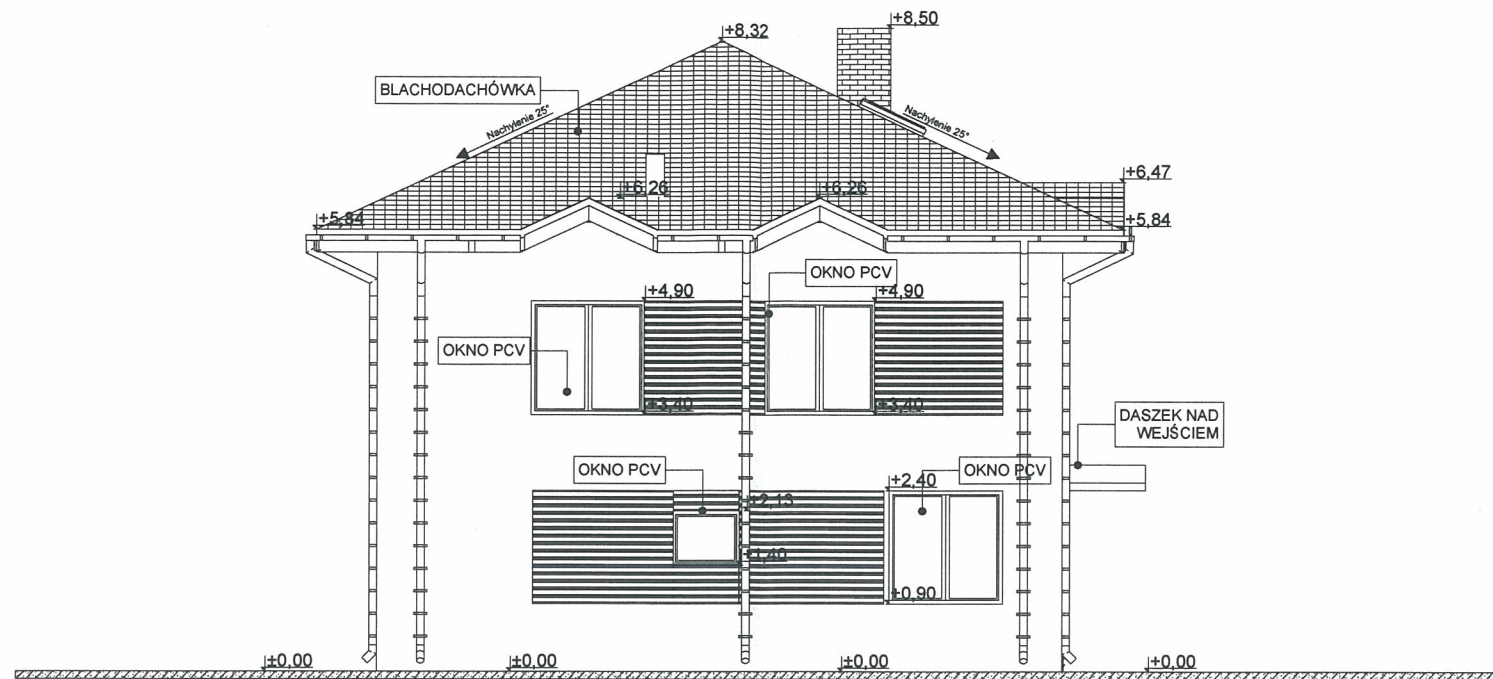 +8,50
+8,32
BLACHODACHÓWKA
Nachylenie 25°
Nachylenie 25°
+6,47
+6,26
+6,26
+5,84
+5,84
OKNO PCV
+4,90
+4,90
OKNO PCV
+3,40
+3,40
DASZEK NAD
WEJŚCIEM
OKNO PCV
OKNO PCV
+2,40
+2,13
+1,40
+0,90
±0,00
±0,00
±0,00
±0,00